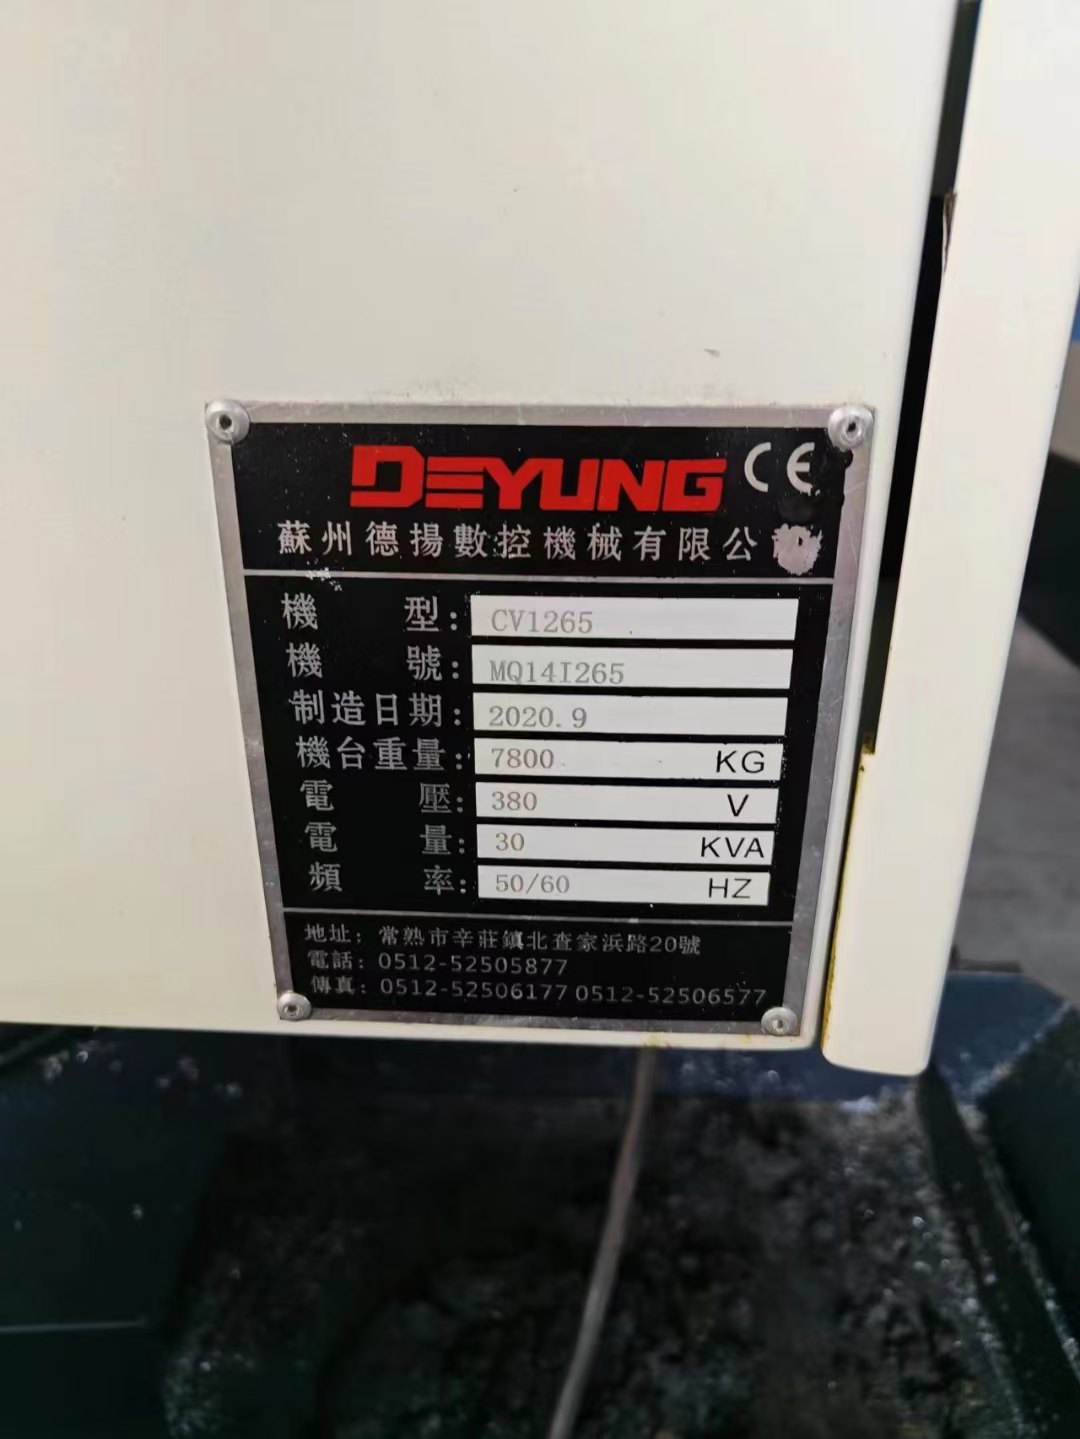 DEYUNG CE
蘇州德揚數控機械有限公
機型：CV1265
機號：MQ14I265
制造日期：2020.9
機台重量：7800 KG
電壓：380 V
電量：30 KVA
頻率：50/60 HZ
地址：常熟市辛莊鎮北查家浜路20號
電話：0512-52505877
傳真：0512-52506177 0512-52506577